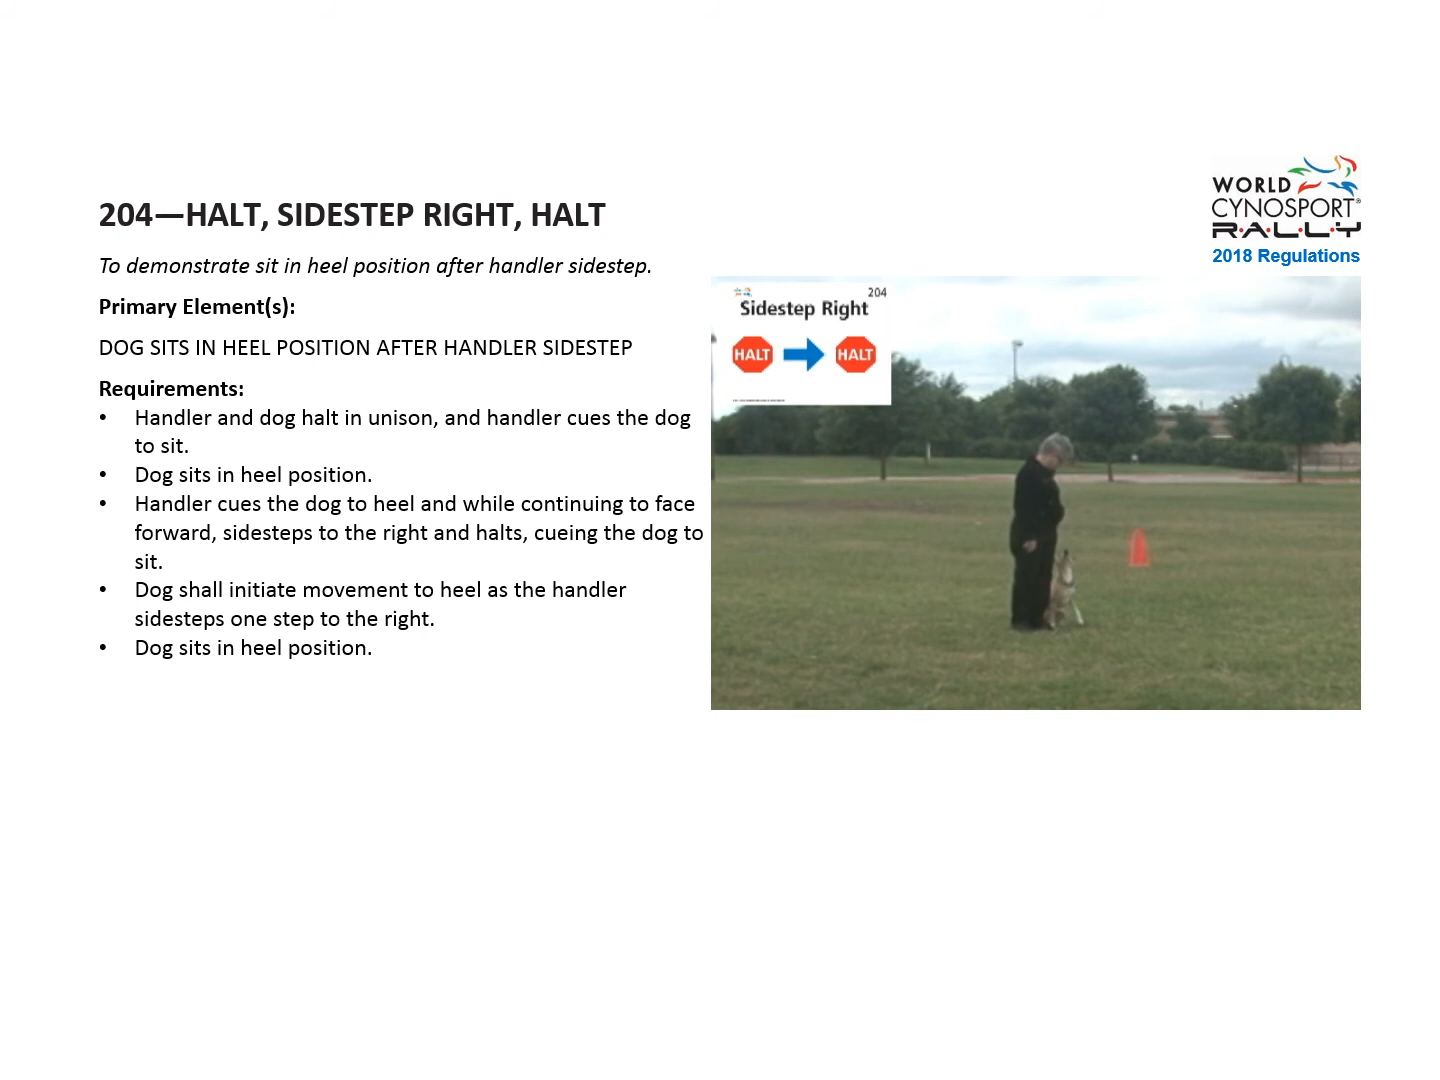 204—HALT, SIDESTEP RIGHT, HALT
To demonstrate sit in heel position after handler sidestep.
Primary Element(s):
DOG SITS IN HEEL POSITION AFTER HANDLER SIDESTEP
Requirements:
• Handler and dog halt in unison, and handler cues the dog
to sit.
• Dog sits in heel position.
• Handler cues the dog to heel and while continuing to face
forward, sidesteps to the right and halts, cueing the dog to
sit.
• Dog shall initiate movement to heel as the handler
sidesteps one step to the right.
• Dog sits in heel position.
WORLD
CYNOSPORT®
R·A·L·L·Y
2018 Regulations
204
Sidestep Right
HALT HALT